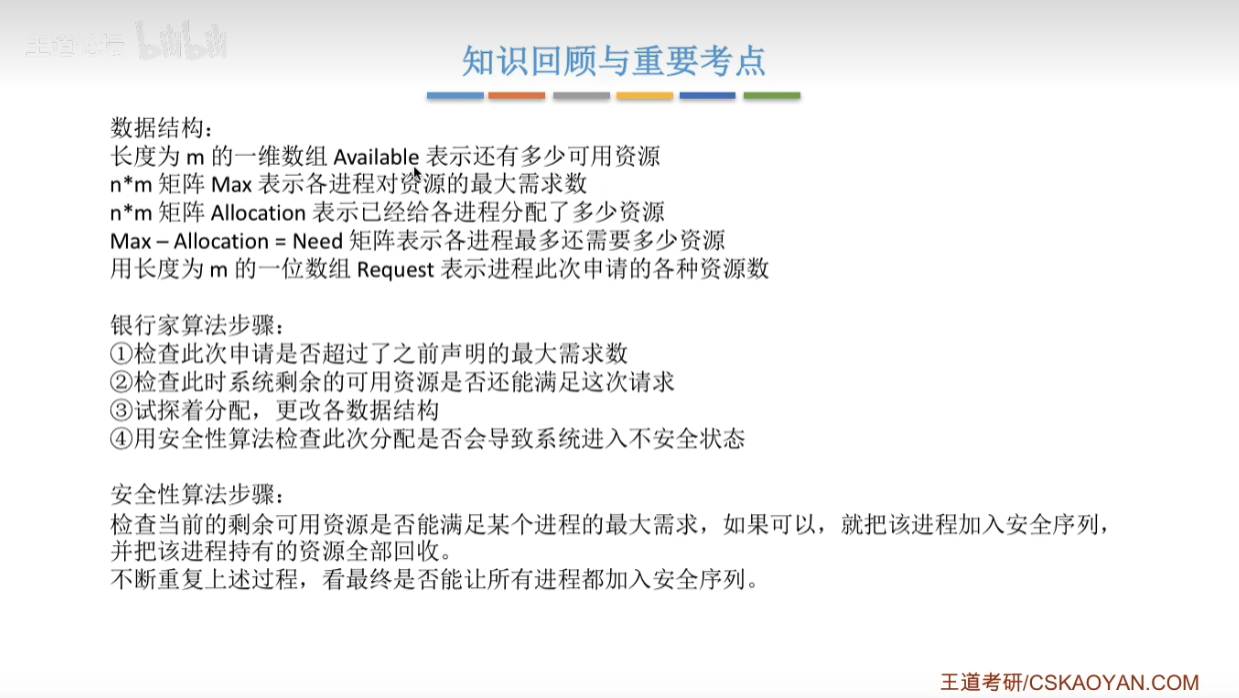 王道论坛 bilibili
知识回顾与重要考点
数据结构：
长度为 m 的一维数组 Available 表示还有多少可用资源
n*m 矩阵 Max 表示各进程对资源的最大需求数
n*m 矩阵 Allocation 表示已经给各进程分配了多少资源
Max – Allocation = Need 矩阵表示各进程最多还需要多少资源
用长度为 m 的一位数组 Request 表示进程此次申请的各种资源数
银行家算法步骤：
①检查此次申请是否超过了之前声明的最大需求数
②检查此时系统剩余的可用资源是否还能满足这次请求
③试探着分配，更改各数据结构
④用安全性算法检查此次分配是否会导致系统进入不安全状态
安全性算法步骤：
检查当前的剩余可用资源是否能满足某个进程的最大需求，如果可以，就把该进程加入安全序列，
并把该进程持有的资源全部回收。
不断重复上述过程，看最终是否能让所有进程都加入安全序列。
王道考研/CSKAOYAN.COM